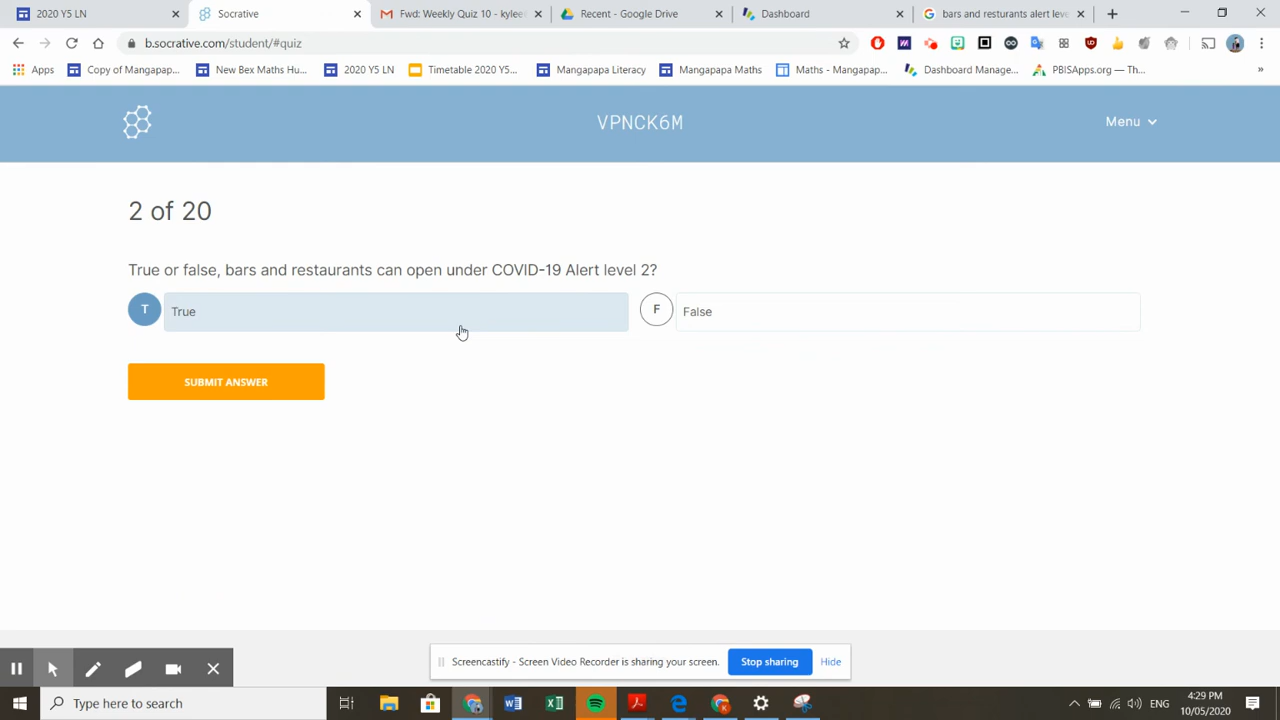 2020 Y5 LN
Socrative
Fwd: Weekly Quiz 10 - kylee
Recent - Google Drive
Dashboard
bars and resturants alert leve
b.socrative.com/student/#quiz
Apps
Copy of Mangapap...
New Bex Maths Hu...
2020 Y5 LN
Timetable 2020 Y5...
Mangapapa Literacy
Mangapapa Maths
Maths - Mangapap...
Dashboard Manage...
PBISApps.org — Th...
»
VPNCK6M
Menu
2 of 20
True or false, bars and restaurants can open under COVID-19 Alert level 2?
T True
F False
SUBMIT ANSWER
Screencastify - Screen Video Recorder is sharing your screen.
Stop sharing
Hide
Type here to search
ENG
4:29 PM
10/05/2020